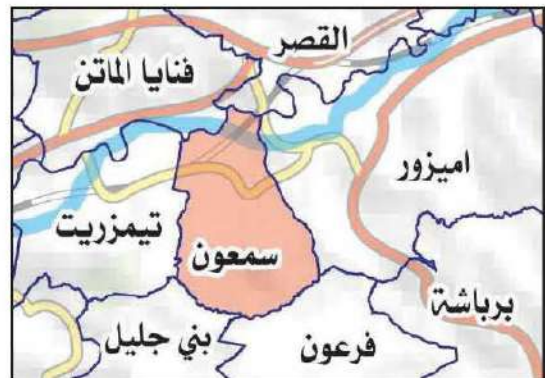 القصر
فنايا الماتن
اميزور
تيمزريت
سمعون
برباشة
بني جليل
فرعون